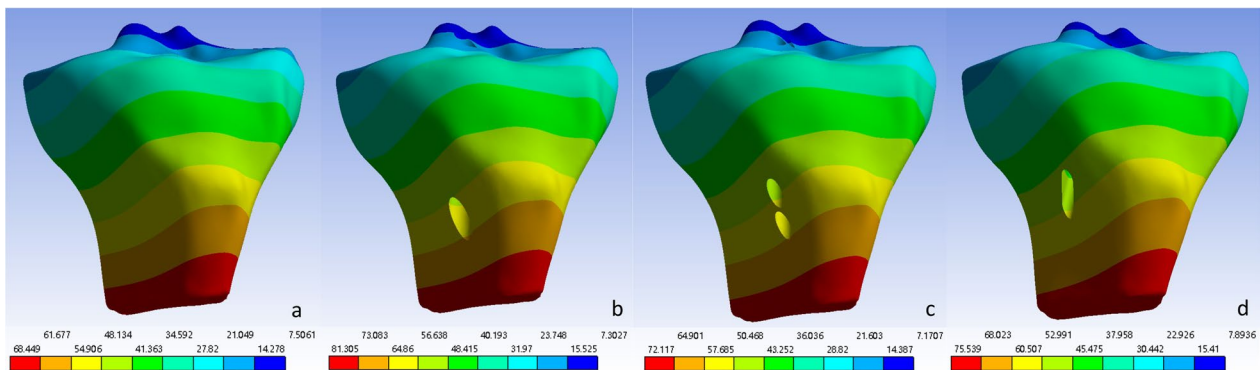 a
61.677 48.134 34.592 21.049 7.5061
68.449 54.906 41.363 27.82 14.278
b
73.083 56.638 40.193 23.748 7.3027
81.305 64.86 48.415 31.97 15.525
c
64.901 50.468 36.036 21.603 7.1707
72.117 57.685 43.252 28.82 14.387
d
68.023 52.991 37.958 22.926 7.8936
75.539 60.507 45.475 30.442 15.41